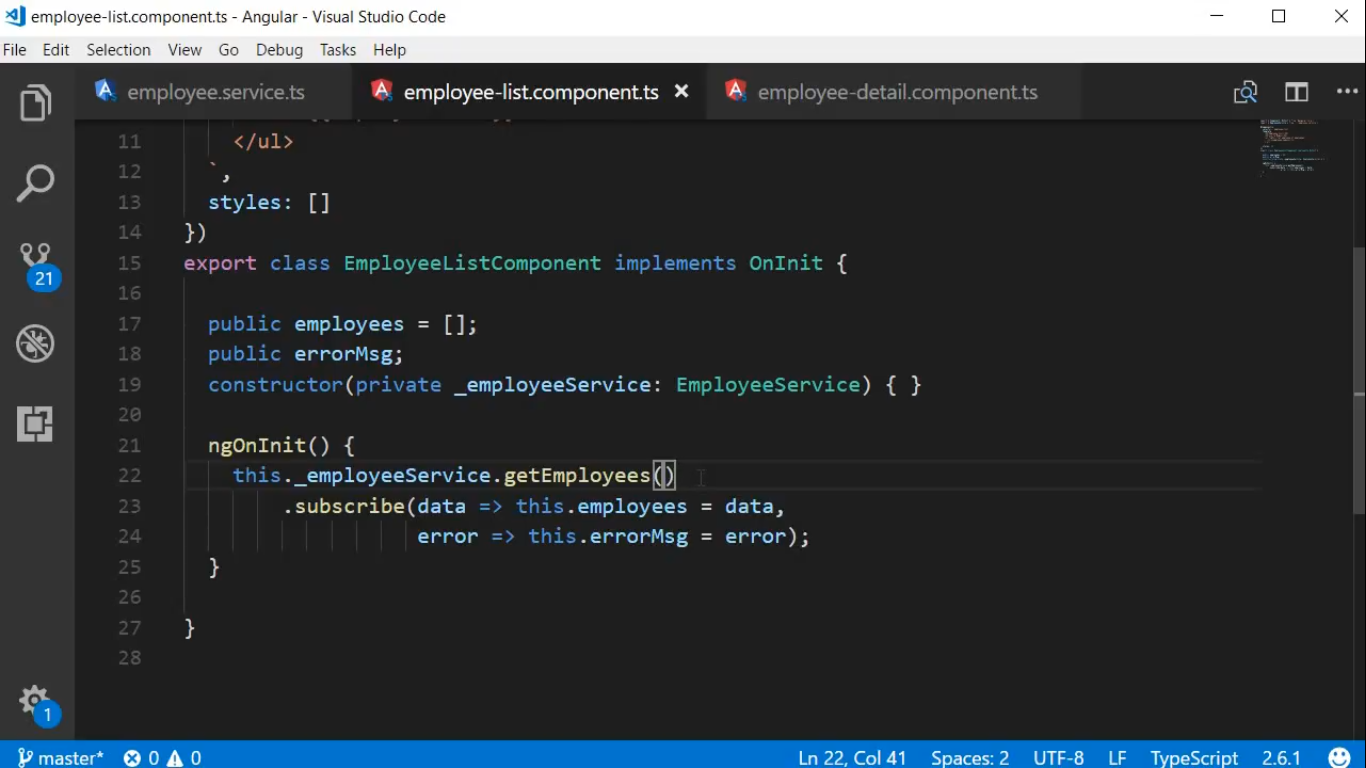 employee-list.component.ts - Angular - Visual Studio Code
File Edit Selection View Go Debug Tasks Help
employee.service.ts employee-list.component.ts × employee-detail.component.ts ...
11 </ul>
12 `,
13 styles: []
14 })
15 export class EmployeeListComponent implements OnInit {
16
17 public employees = [];
18 public errorMsg;
19 constructor(private _employeeService: EmployeeService) { }
20
21 ngOnInit() {
22 this._employeeService.getEmployees()
23 .subscribe(data => this.employees = data,
24 error => this.errorMsg = error);
25 }
26
27 }
28
21
1
master* 0 0 Ln 22, Col 41 Spaces: 2 UTF-8 LF TypeScript 2.6.1